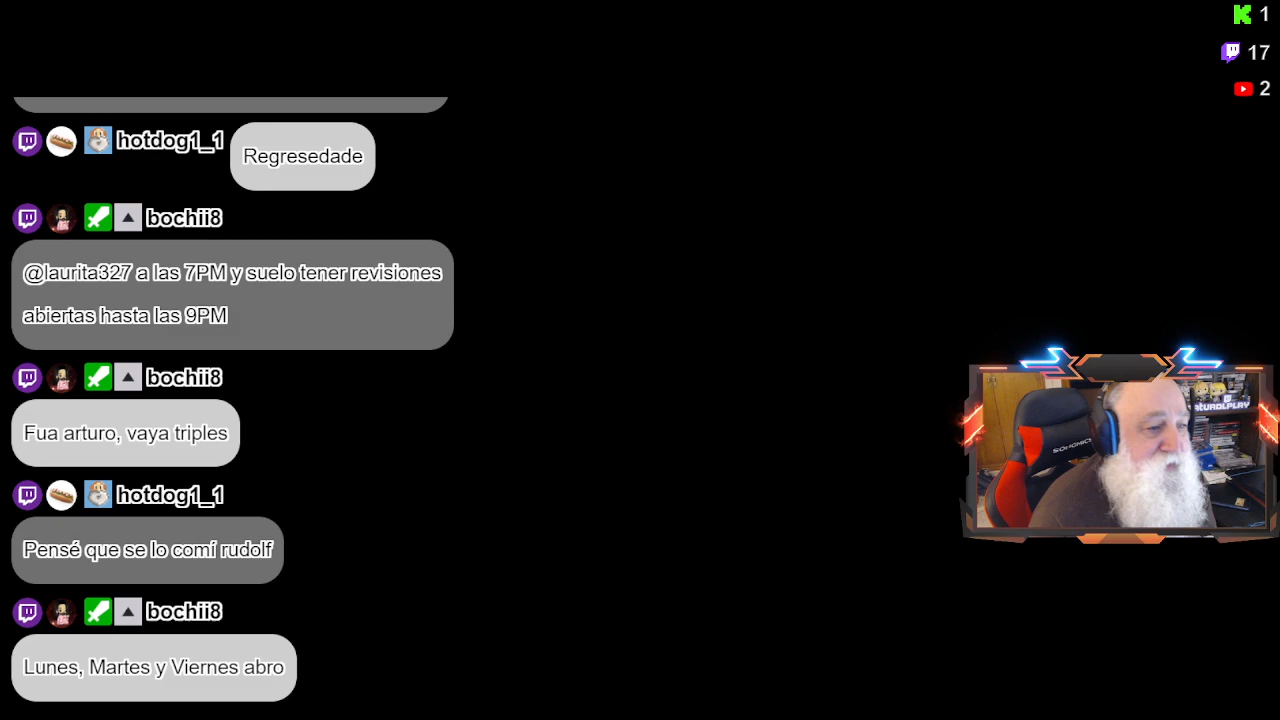 1
17
2
hotdog1_1
Regresedade
bochii8
@laurita327 a las 7PM y suelo tener revisiones
abiertas hasta las 9PM
bochii8
Fua arturo, vaya triples
hotdog1_1
Pensé que se lo comí rudolf
bochii8
Lunes, Martes y Viernes abro
ATUROLPLAY